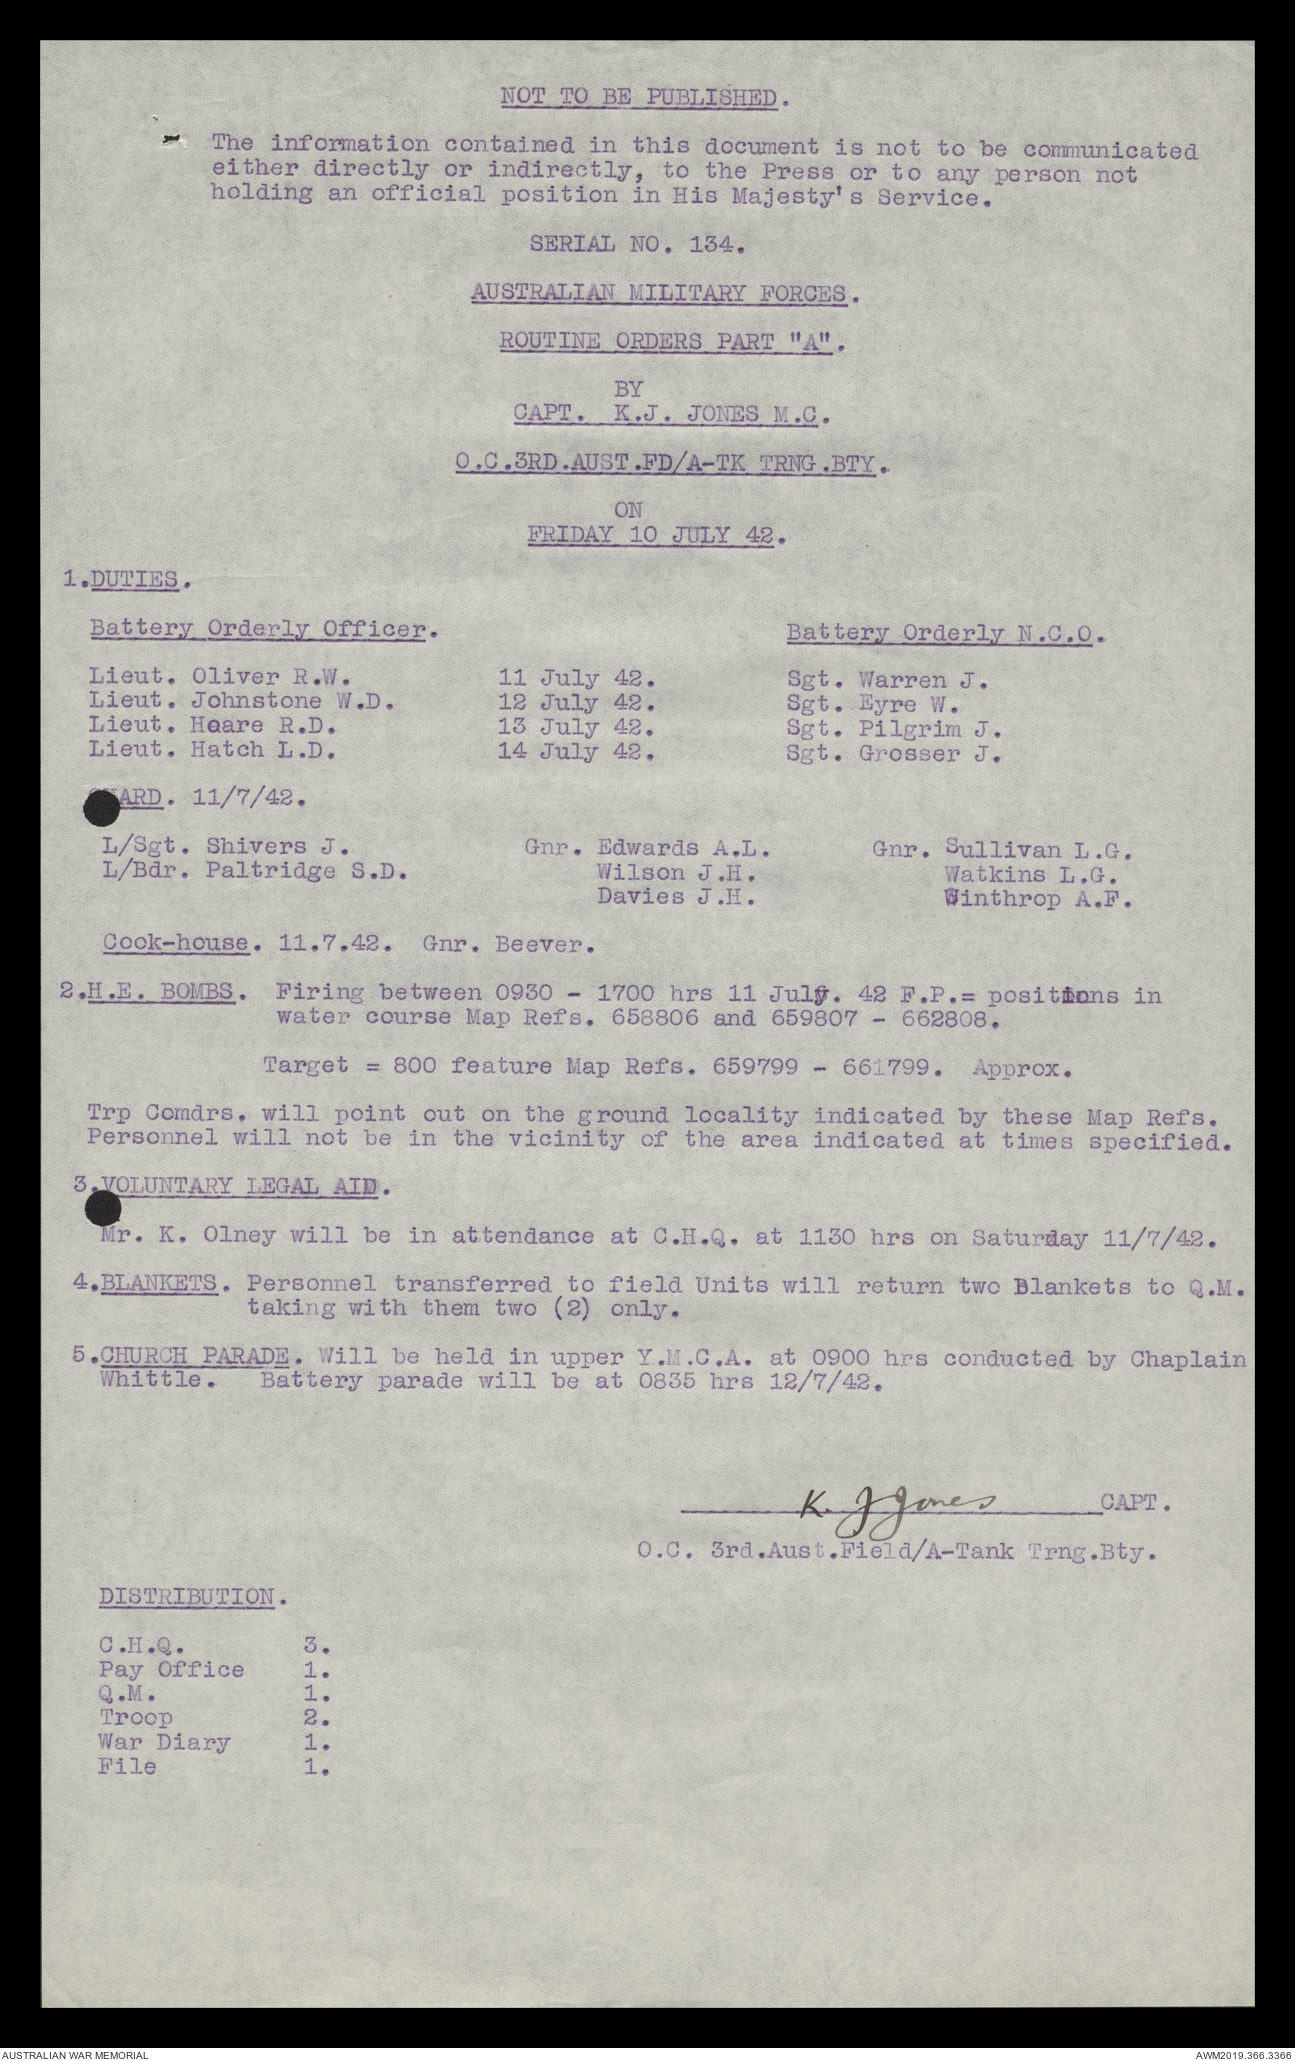 NOT TO BE PUBLISHED.
The information contained in this document is not to be communicated
either directly or indirectly, to the Press or to any person not
holding an official position in His Majesty's Service.
SERIAL NO. 134.
AUSTRALIAN MILITARY FORCES.
ROUTINE ORDERS PART "A".
BY
CAPT. K.J. JONES M.C.
O.C.3RD.AUST.FD/A-TK TRNG.BTY.
ON
FRIDAY 10 JULY 42.
1.DUTIES.
Battery Orderly Officer. Battery Orderly N.C.O.
Lieut. Oliver R.W. 11 July 42. Sgt. Warren J.
Lieut. Johnstone W.D. 12 July 42. Sgt. Eyre W.
Lieut. Hoare R.D. 13 July 42. Sgt. Pilgrim J.
Lieut. Hatch L.D. 14 July 42. Sgt. Grosser J.
GUARD. 11/7/42.
L/Sgt. Shivers J. Gnr. Edwards A.L. Gnr. Sullivan L.G.
L/Bdr. Paltridge S.D. Wilson J.H. Watkins L.G.
Davies J.H. Winthrop A.F.
Cook-house. 11.7.42. Gnr. Beever.
2.H.E. BOMBS. Firing between 0930 - 1700 hrs 11 July. 42 F.P.= positions in
water course Map Refs. 658806 and 659807 - 662808.
Target = 800 feature Map Refs. 659799 - 661799. Approx.
Trp Comdrs. will point out on the ground locality indicated by these Map Refs.
Personnel will not be in the vicinity of the area indicated at times specified.
3.VOLUNTARY LEGAL AID.
Mr. K. Olney will be in attendance at C.H.Q. at 1130 hrs on Saturday 11/7/42.
4.BLANKETS. Personnel transferred to field Units will return two Blankets to Q.M.
taking with them two (2) only.
5.CHURCH PARADE. Will be held in upper Y.M.C.A. at 0900 hrs conducted by Chaplain
Whittle. Battery parade will be at 0835 hrs 12/7/42.
K. J Jones CAPT.
O.C. 3rd.Aust.Field/A-Tank Trng.Bty.
DISTRIBUTION.
C.H.Q. 3.
Pay Office 1.
Q.M. 1.
Troop 2.
War Diary 1.
File 1.
AUSTRALIAN WAR MEMORIAL AWM2019.366.3366